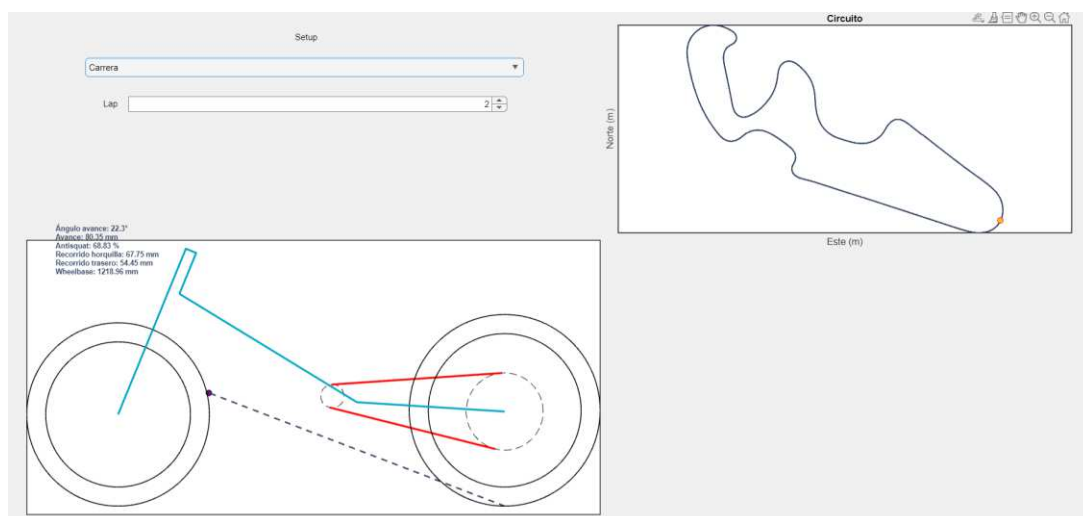 Setup
Carrera
Lap
2
Ángulo avance: 22.3°
Avance: 80.35 mm
Antisquat: 68.83 %
Recorrido horquilla: 67.75 mm
Recorrido trasero: 54.45 mm
Wheelbase: 1218.96 mm
Circuito
Norte (m)
Este (m)